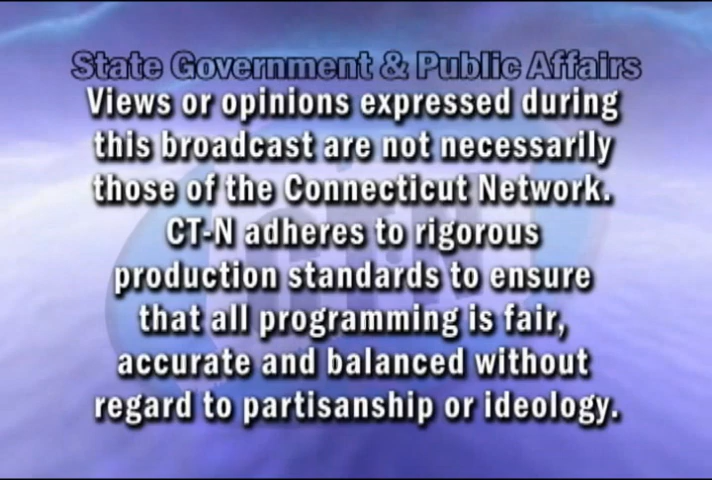 State Government & Public Affairs
Views or opinions expressed during
this broadcast are not necessarily
those of the Connecticut Network.
CT-N adheres to rigorous
production standards to ensure
that all programming is fair,
accurate and balanced without
regard to partisanship or ideology.